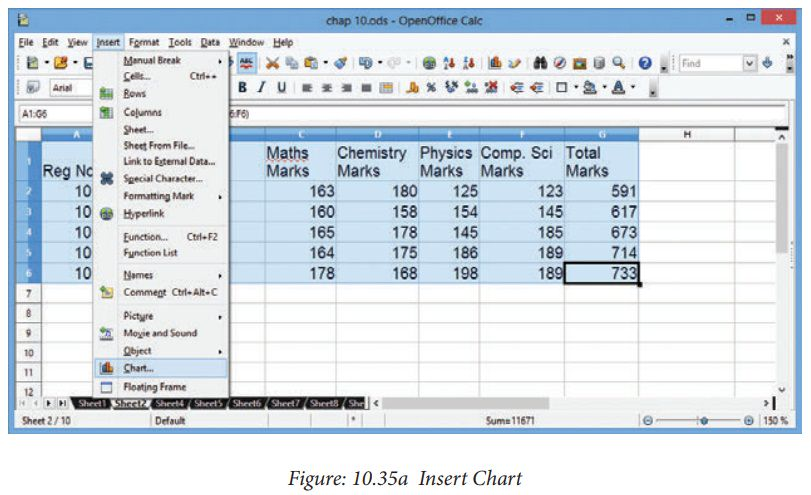 chap 10.ods - OpenOffice Calc
File Edit View Insert Format Tools Data Window Help
Manual Break
Cells... Ctrl++
Rows
Columns
Sheet...
Sheet From File...
Link to External Data...
Special Character...
Formatting Mark
Hyperlink
Function... Ctrl+F2
Function List
Names
Comment Ctrl+Alt+C
Picture
Movie and Sound
Object
Chart...
Floating Frame
ABC Find
Arial B I U
A1:G6 6:F6)
A C D E F G H
1 Reg No Maths Marks Chemistry Marks Physics Marks Comp. Sci Marks Total Marks
2 10 163 180 125 123 591
3 10 160 158 154 145 617
4 10 165 178 145 185 673
5 10 164 175 186 189 714
6 10 178 168 198 189 733
7
8
9
10
11
12
Sheet1 Sheet2 Sheet4 Sheet5 Sheet6 Sheet7 Sheet8 She
Sheet 2 / 10 Default * Sum=11671 150 %
Figure: 10.35a Insert Chart